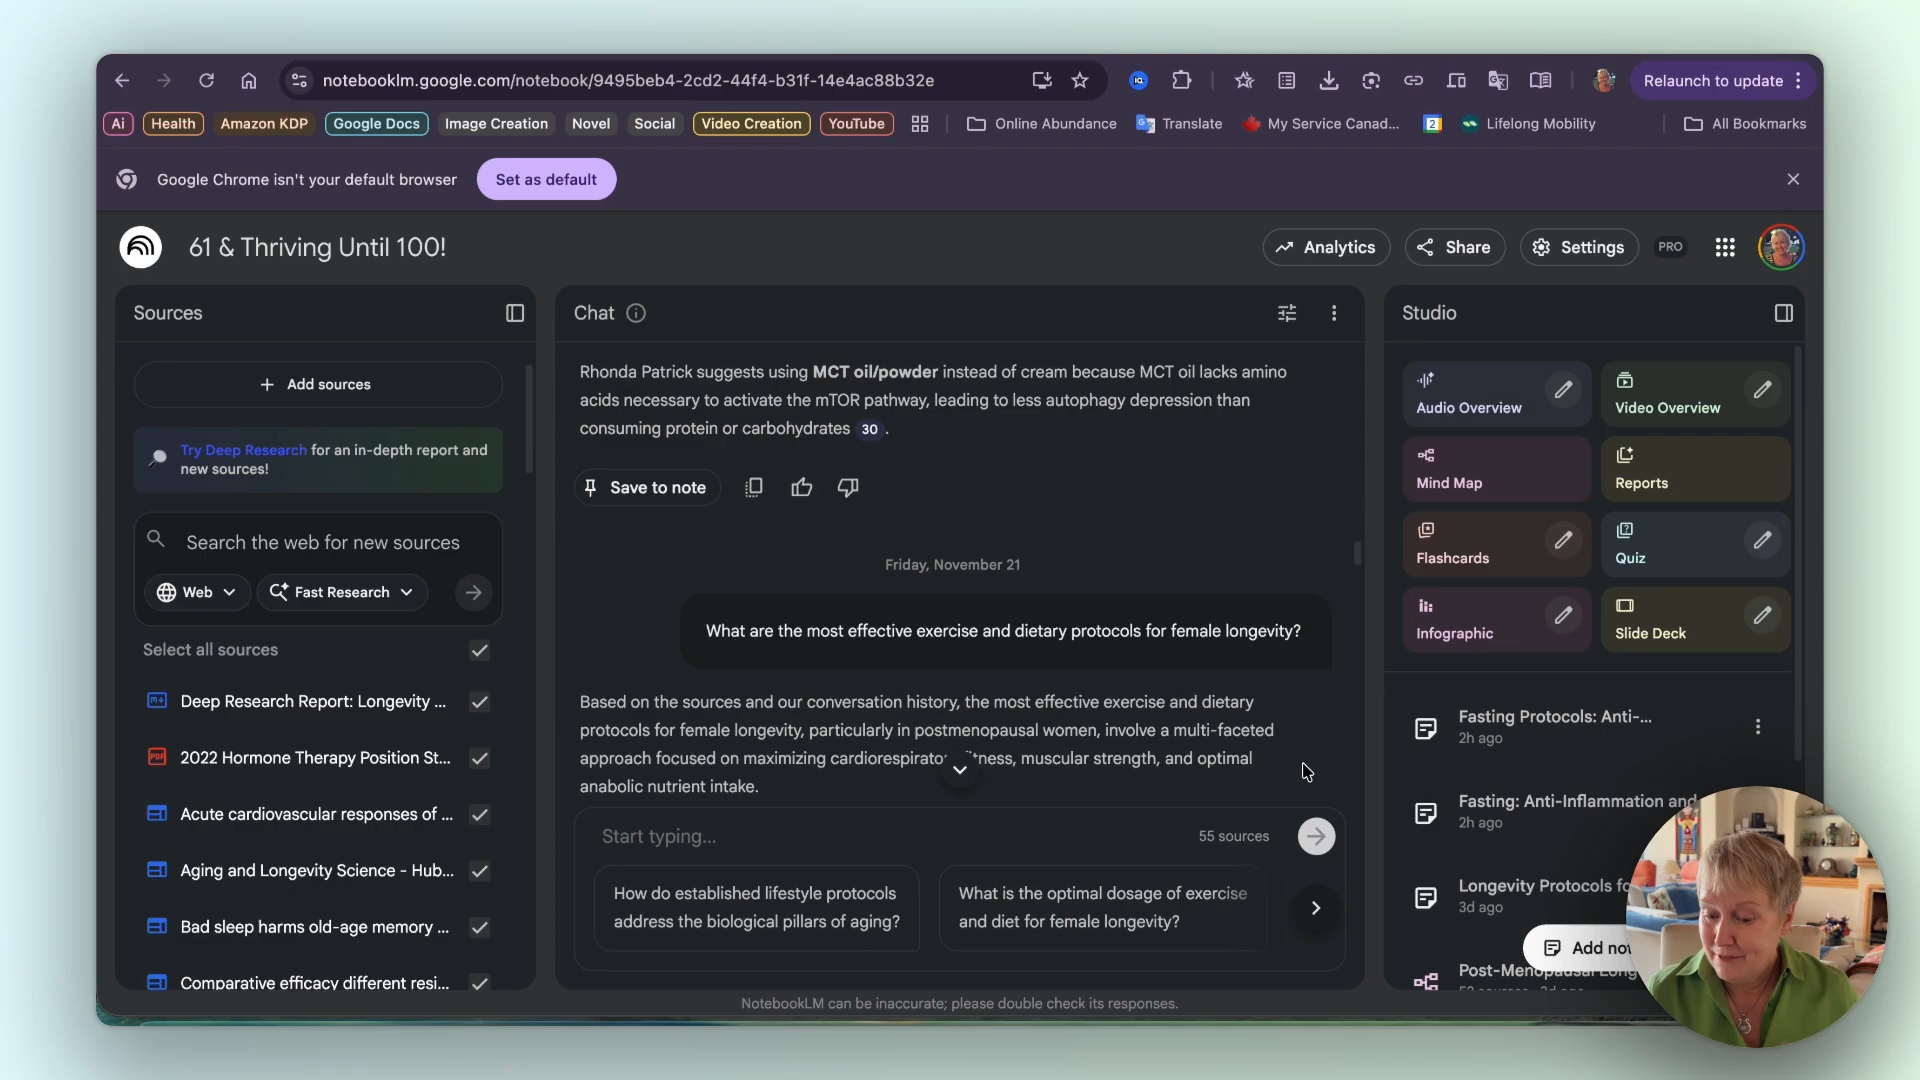 notebooklm.google.com/notebook/9495beb4-2cd2-44f4-b31f-14e4ac88b32e
Relaunch to update
Ai
Health
Amazon KDP
Google Docs
Image Creation
Novel
Social
Video Creation
YouTube
Online Abundance
Translate
My Service Canad...
2
Lifelong Mobility
All Bookmarks
Google Chrome isn't your default browser
Set as default
61 & Thriving Until 100!
Analytics
Share
Settings
PRO
Sources
Add sources
Try Deep Research for an in-depth report and
new sources!
Search the web for new sources
Web
Fast Research
Select all sources
Deep Research Report: Longevity ...
2022 Hormone Therapy Position St...
Acute cardiovascular responses of ...
Aging and Longevity Science - Hub...
Bad sleep harms old-age memory ...
Comparative efficacy different resi...
Chat
Rhonda Patrick suggests using MCT oil/powder instead of cream because MCT oil lacks amino
acids necessary to activate the mTOR pathway, leading to less autophagy depression than
consuming protein or carbohydrates 30 .
Save to note
Friday, November 21
What are the most effective exercise and dietary protocols for female longevity?
Based on the sources and our conversation history, the most effective exercise and dietary
protocols for female longevity, particularly in postmenopausal women, involve a multi-faceted
approach focused on maximizing cardiorespirator tness, muscular strength, and optimal
anabolic nutrient intake.
Start typing...
55 sources
How do established lifestyle protocols
address the biological pillars of aging?
What is the optimal dosage of exercise
and diet for female longevity?
NotebookLM can be inaccurate; please double check its responses.
Studio
Audio Overview
Video Overview
Mind Map
Reports
Flashcards
Quiz
Infographic
Slide Deck
Fasting Protocols: Anti-...
2h ago
Fasting: Anti-Inflammation and
2h ago
Longevity Protocols fo
3d ago
Add no
Post-Menopausal Long